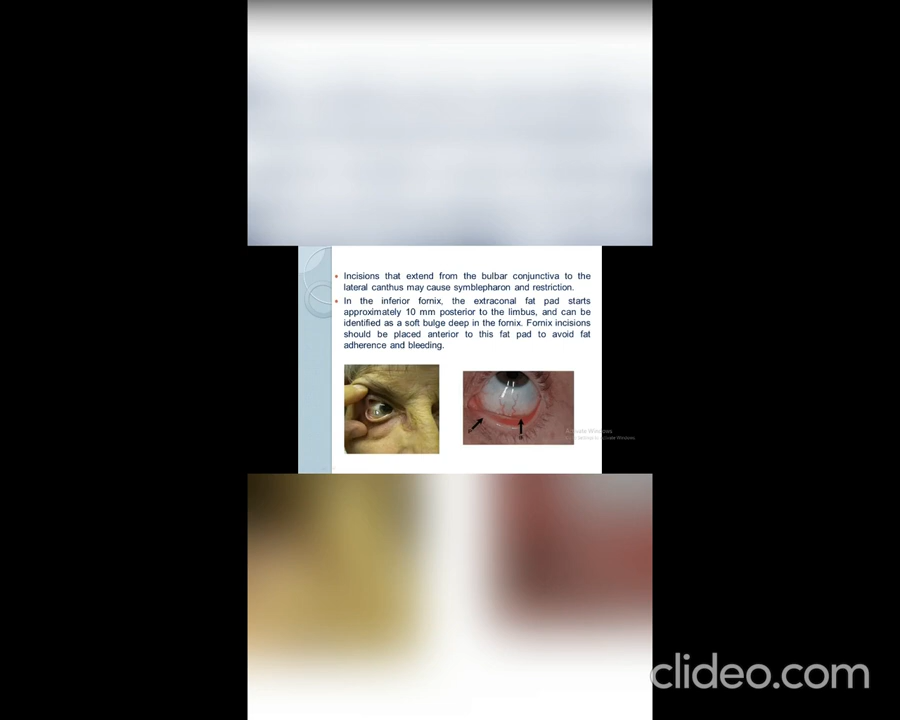 Incisions that extend from the bulbar conjunctiva to the
lateral canthus may cause symblepharon and restriction.
In the inferior fornix, the extraconal fat pad starts
approximately 10 mm posterior to the limbus, and can be
identified as a soft bulge deep in the fornix. Fornix incisions
should be placed anterior to this fat pad to avoid fat
adherence and bleeding.
Activate Windows
clideo.com